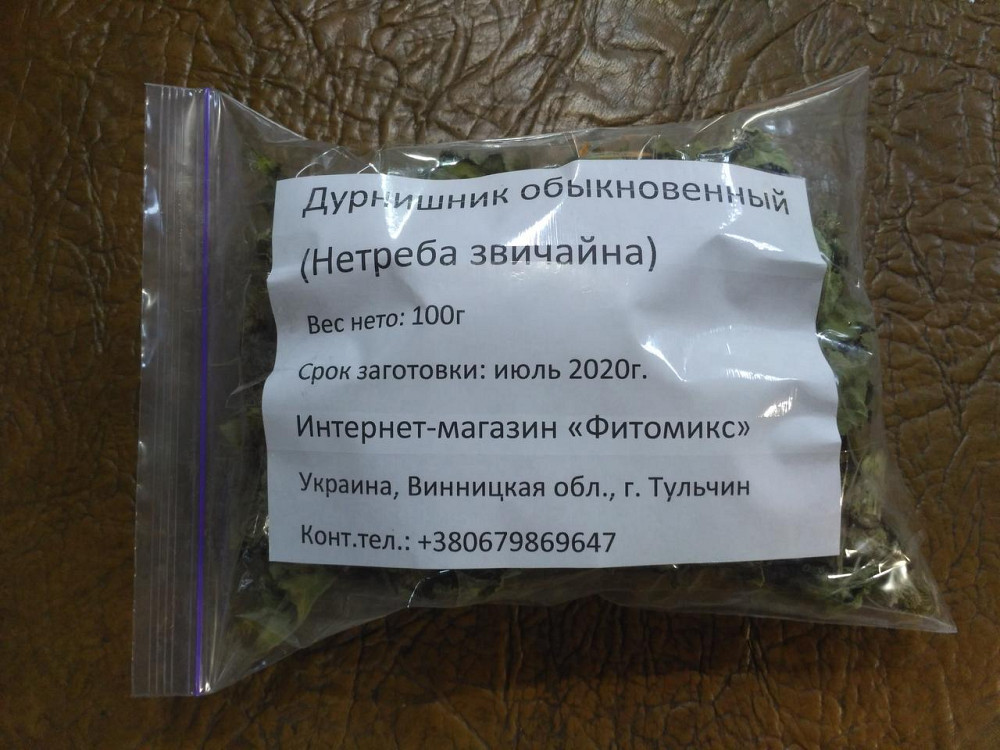 Дурнишник обыкновенный
(Нетреба звичайна)
Вес нето: 100г
Срок заготовки: июль 2020г.
Интернет-магазин «Фитомикс»
Украина, Винницкая обл., г. Тульчин
Конт.тел.: +380679869647